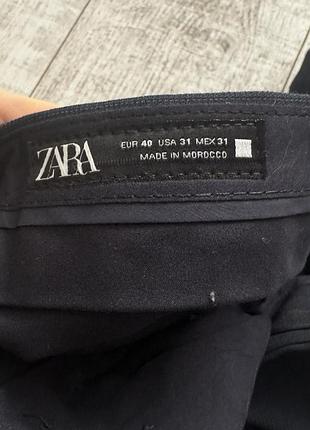 ZARA
EUR 40 USA 31 MEX 31
MADE IN MOROCCO